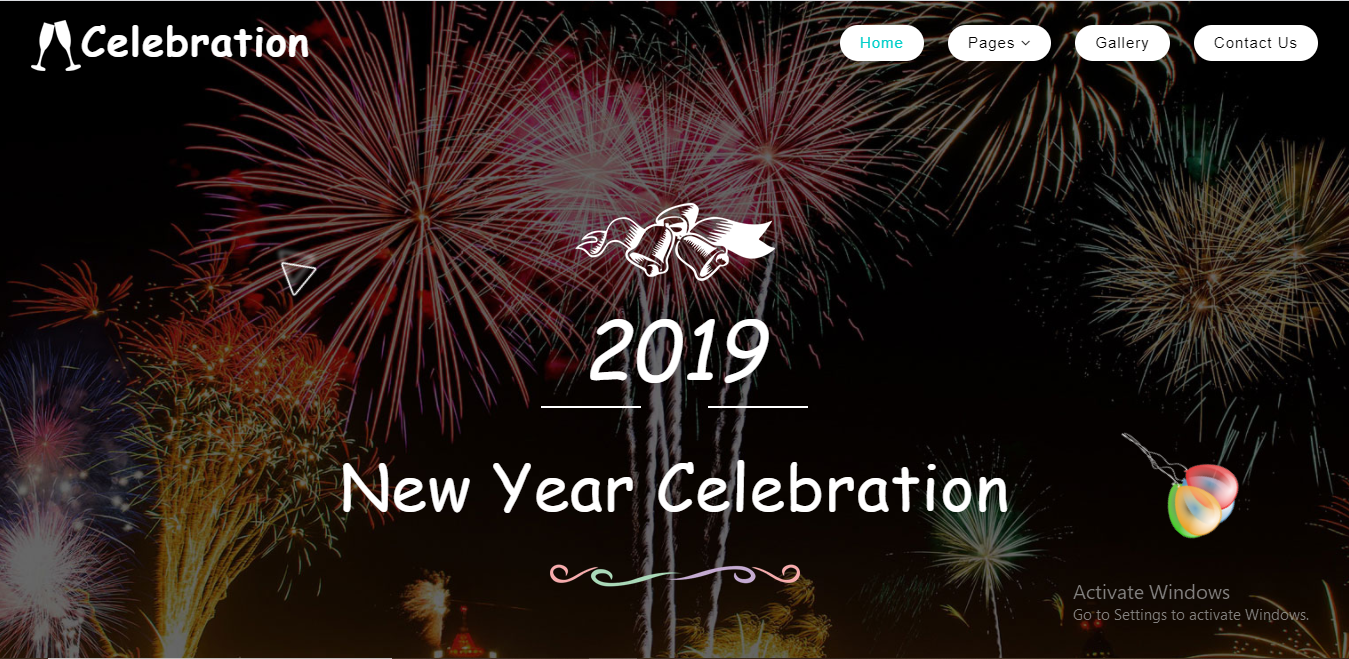 Celebration
Home
Pages
Gallery
Contact Us
2019
New Year Celebration
Activate Windows
Go to Settings to activate Windows.